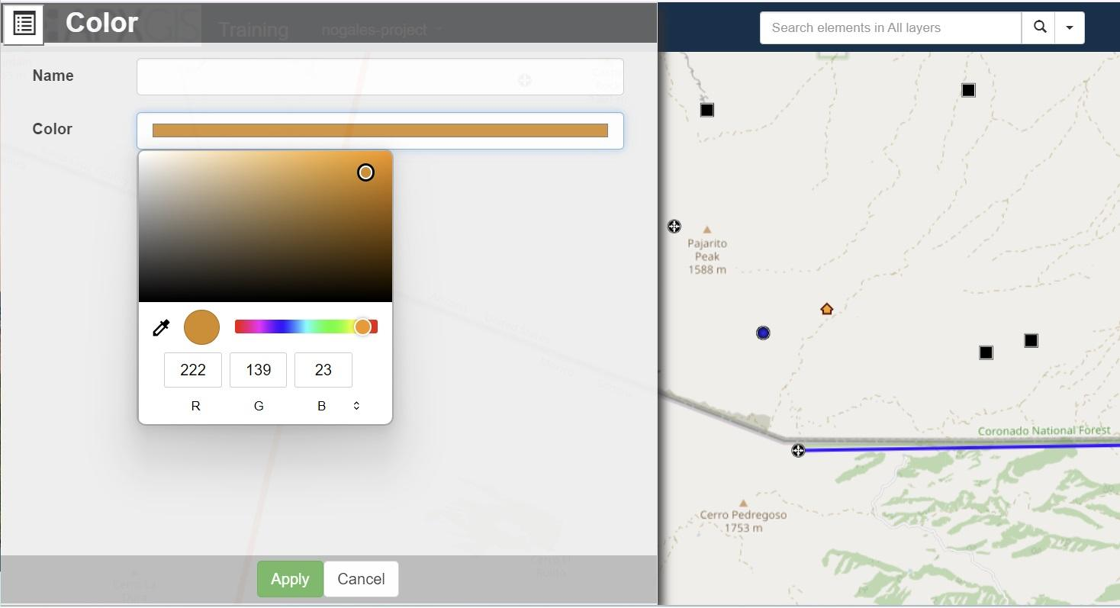 Color
Training
nogales-project
Search elements in All layers
Name
Color
222
139
23
R
G
B
Apply
Cancel
Pajarito
Peak
1588 m
Coronado National Forest
Cerro Pedregoso
1753 m